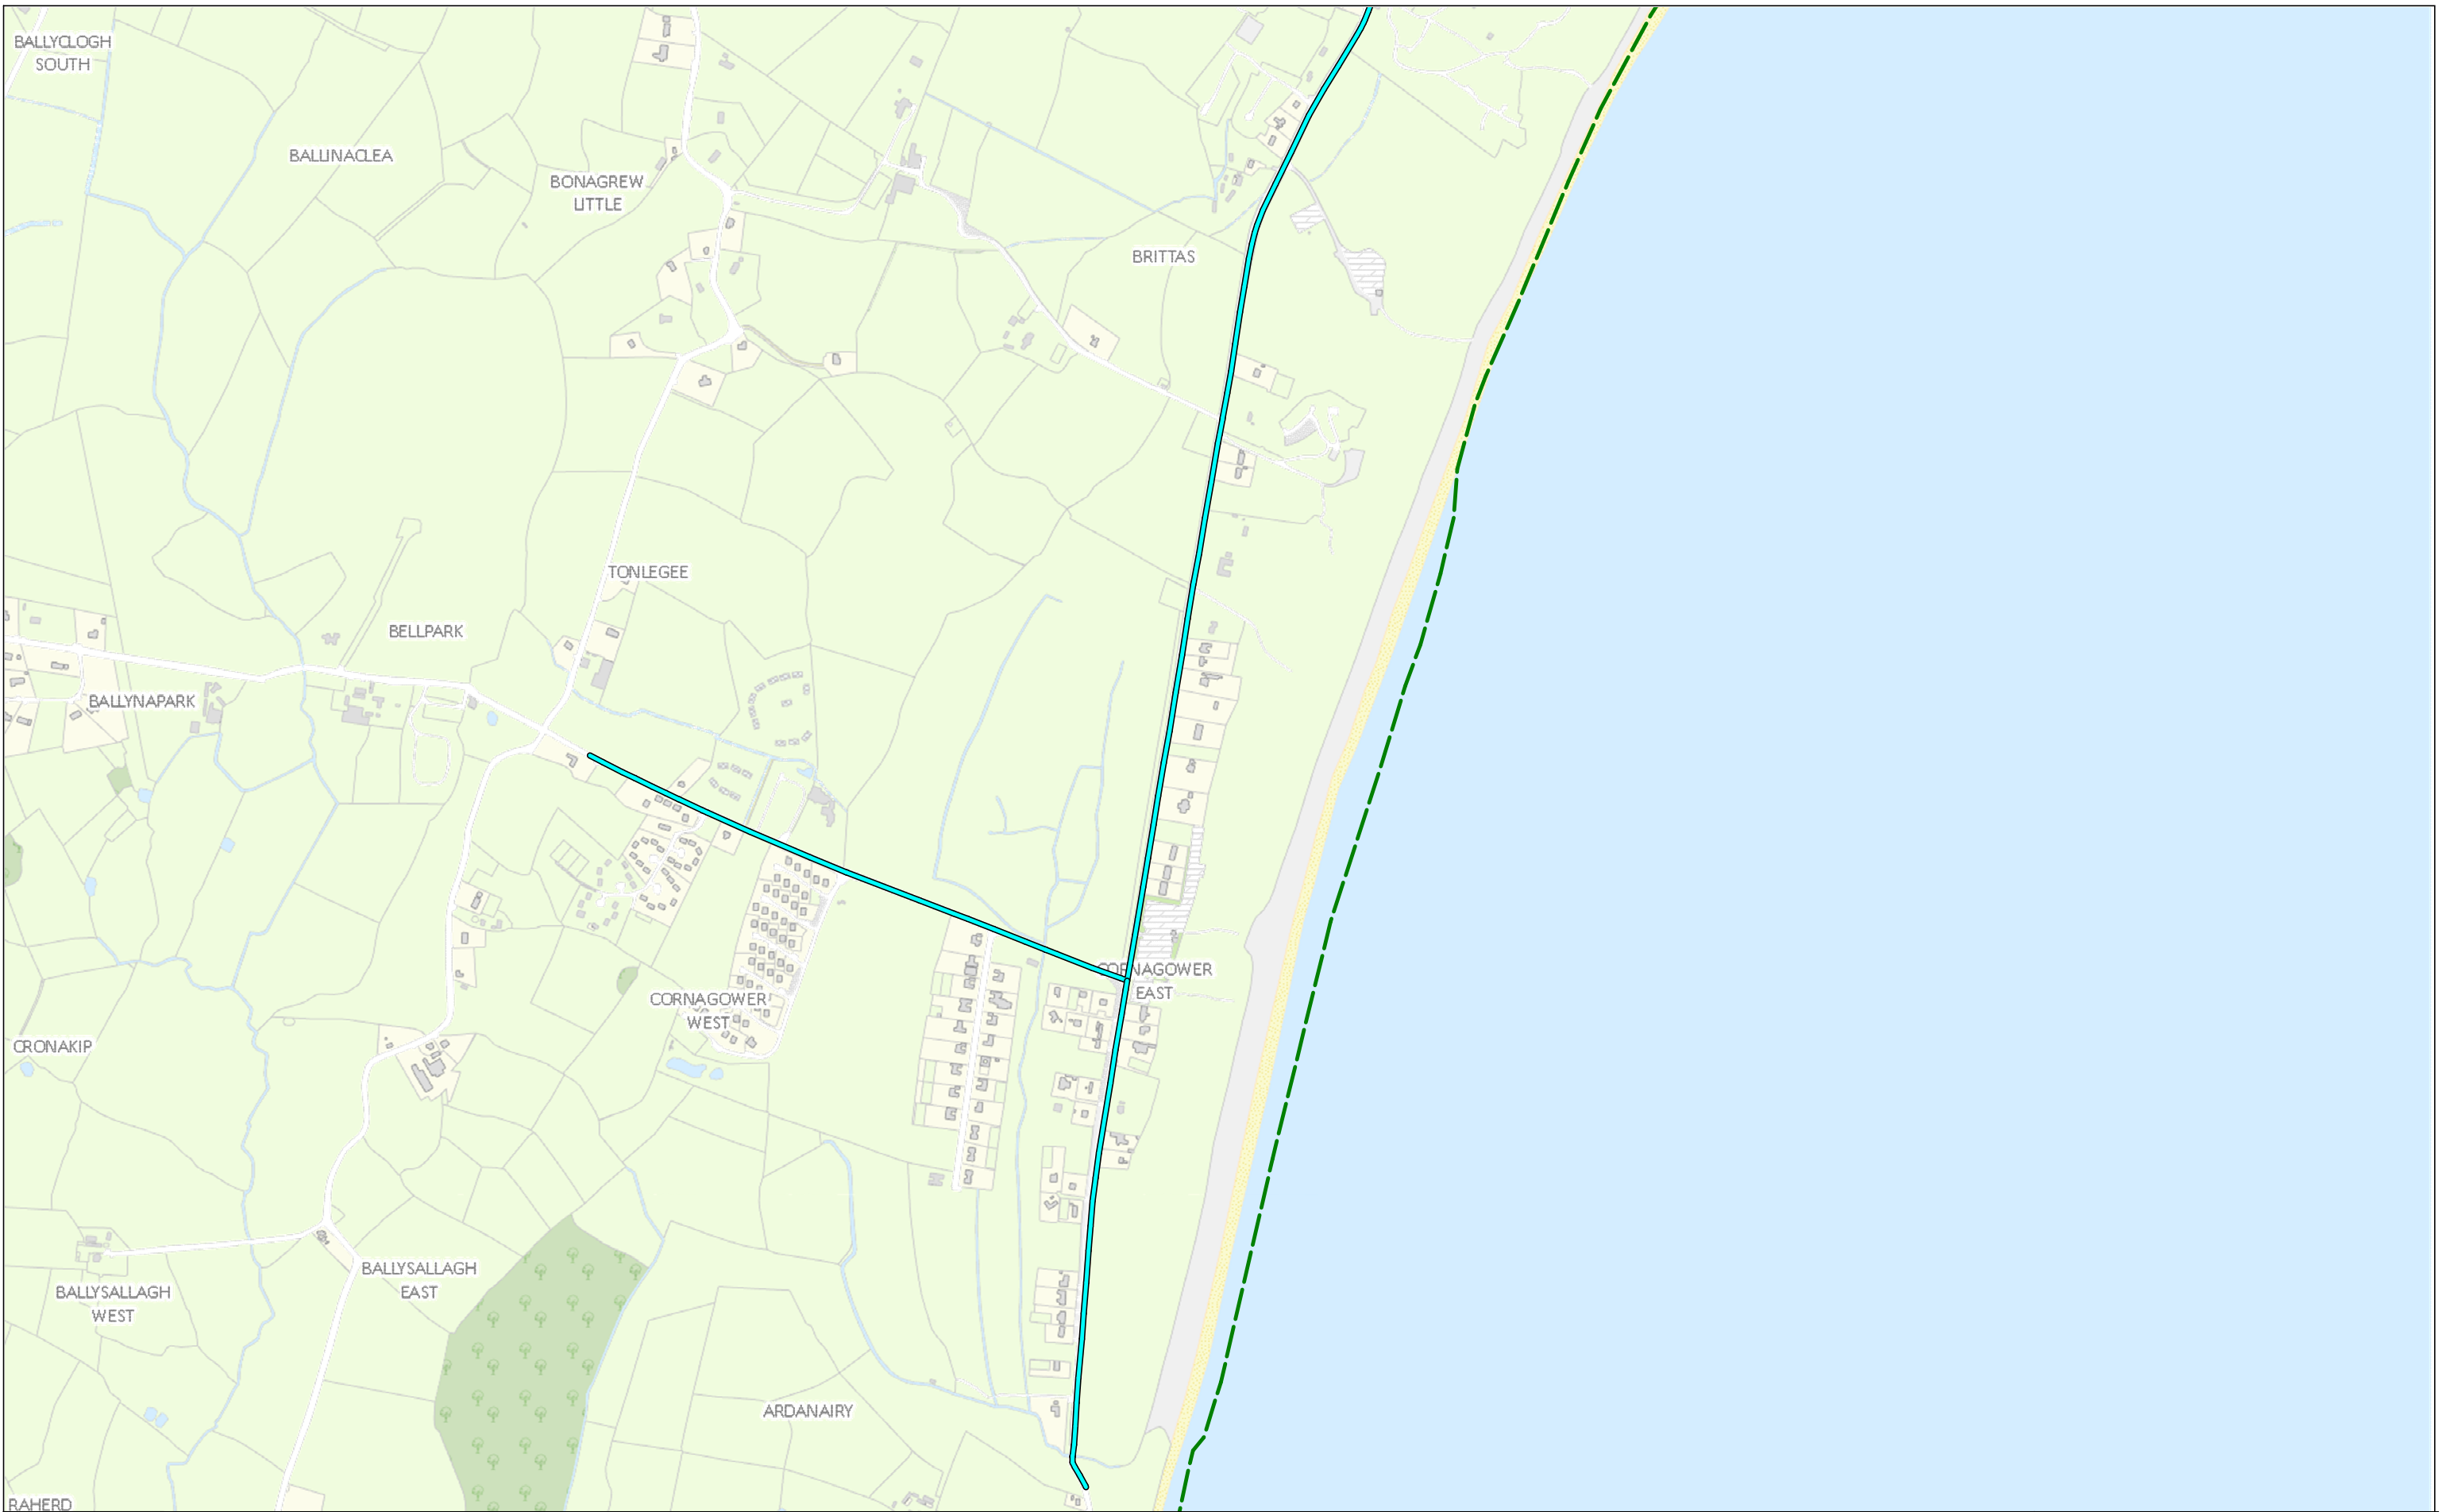 BALLYCLOGH
SOUTH
BALLINACLEA
BONAGREW
LITTLE
BRITTAS
TONLEGEE
BELLPARK
BALLYNAPARK
CORNAGOWER
EAST
CORNAGOWER
WEST
CRONAKIP
BALLYSALLAGH
EAST
BALLYSALLAGH
WEST
ARDANAIRY
RAHERD